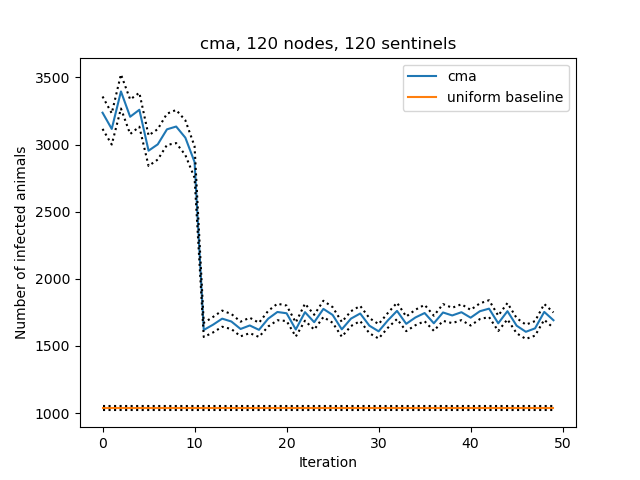 cma, 120 nodes, 120 sentinels
cma
uniform baseline
Number of infected animals
3500
3000
2500
2000
1500
1000
0 10 20 30 40 50
Iteration